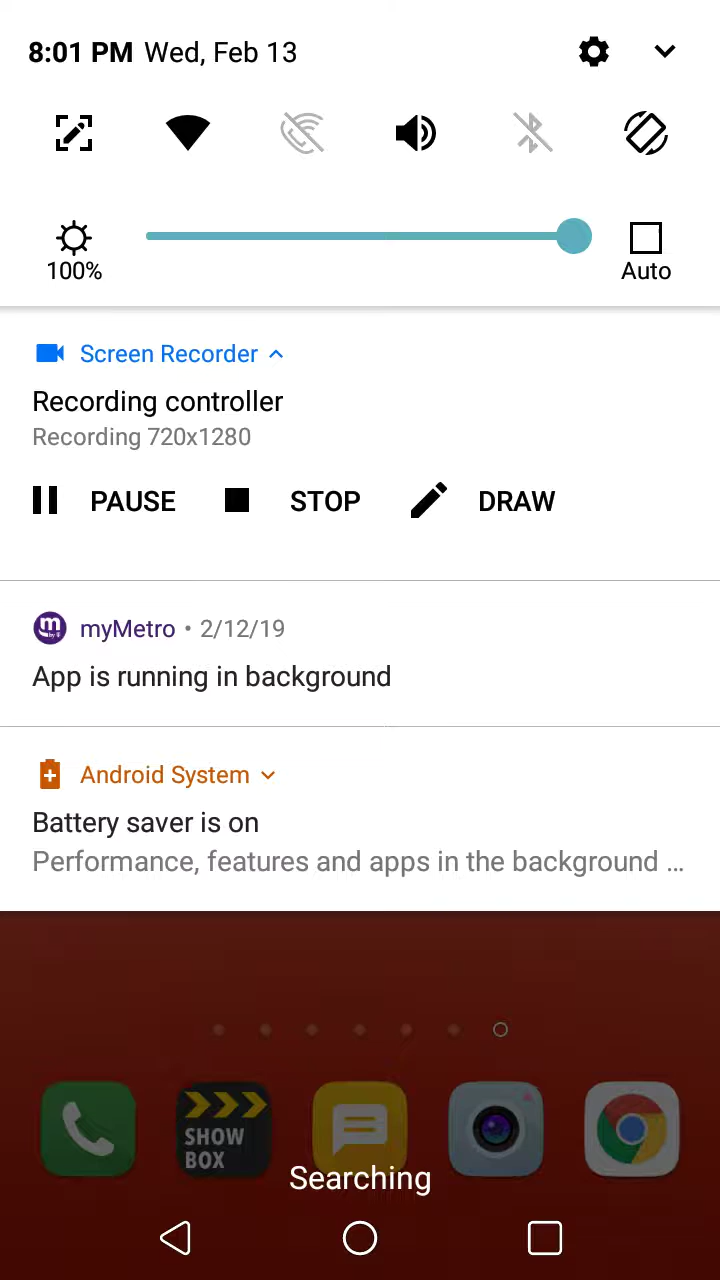 8:01 PM Wed, Feb 13
100%
Auto
Screen Recorder
Recording controller
Recording 720x1280
PAUSE STOP DRAW
myMetro • 2/12/19
App is running in background
Android System
Battery saver is on
Performance, features and apps in the background ...
SHOW
BOX
Searching